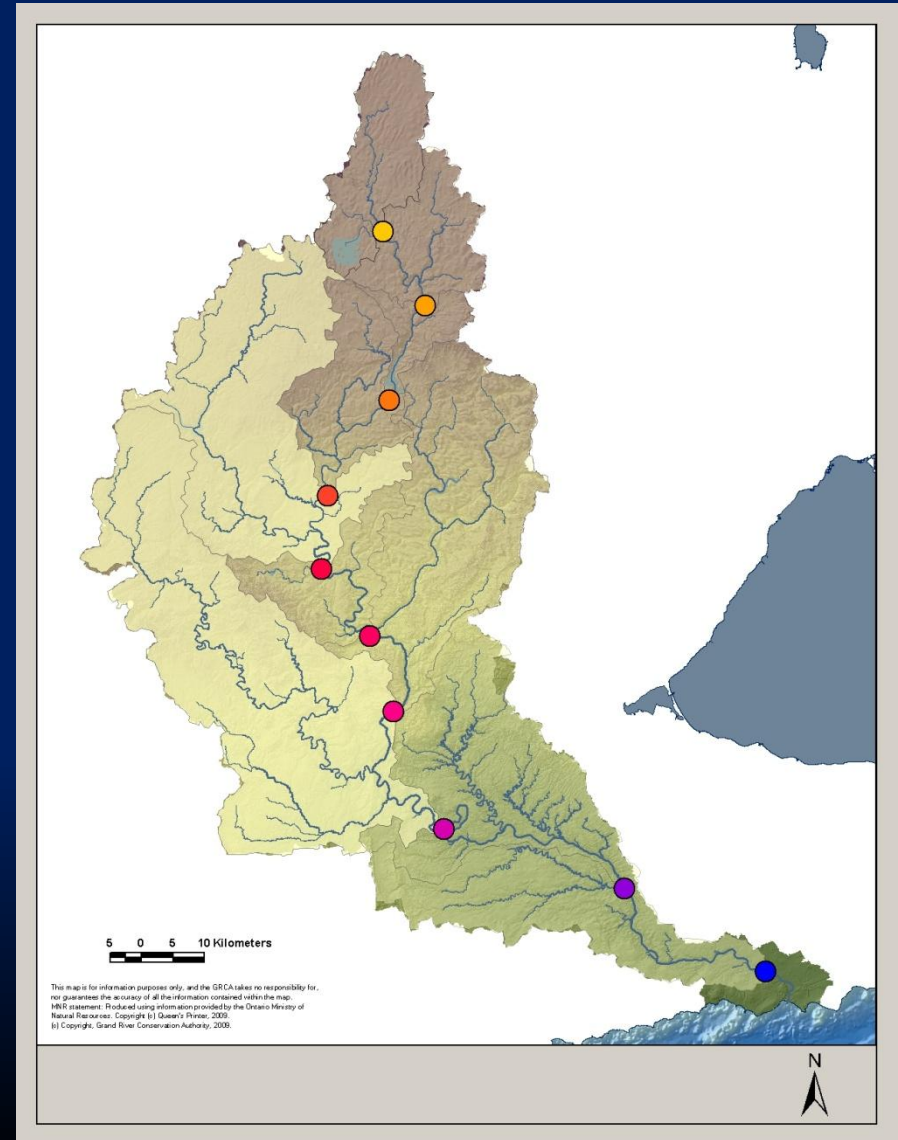 5 0 5 10 Kilometers
This map is for information purposes only, and the GRCA takes no responsibility for,
nor guarantees the accuracy of all the information contained within the map.
MNR statement: Produced using information provided by the Ontario Ministry of
Natural Resources. Copyright (c) Queen's Printer, 2009.
(c) Copyright, Grand River Conservation Authority, 2009.
N